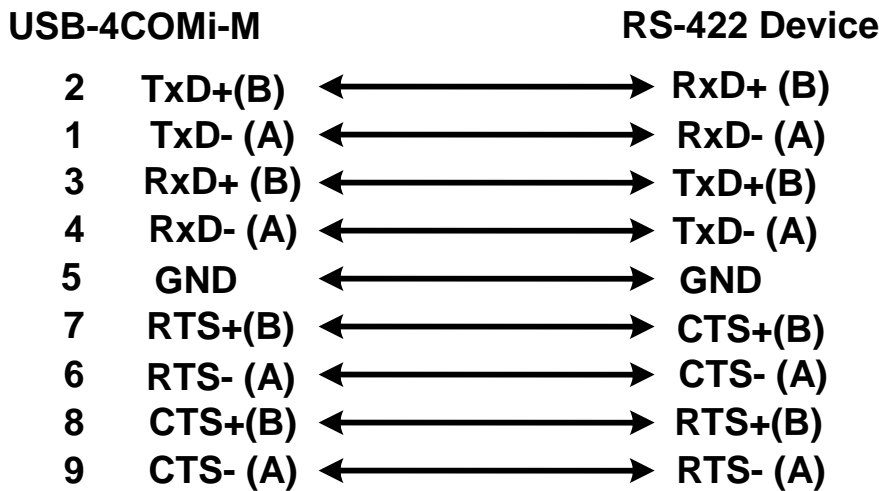 USB-4COMi-M RS-422 Device
2 TxD+(B) RxD+ (B)
1 TxD- (A) RxD- (A)
3 RxD+ (B) TxD+(B)
4 RxD- (A) TxD- (A)
5 GND GND
7 RTS+(B) CTS+(B)
6 RTS- (A) CTS- (A)
8 CTS+(B) RTS+(B)
9 CTS- (A) RTS- (A)